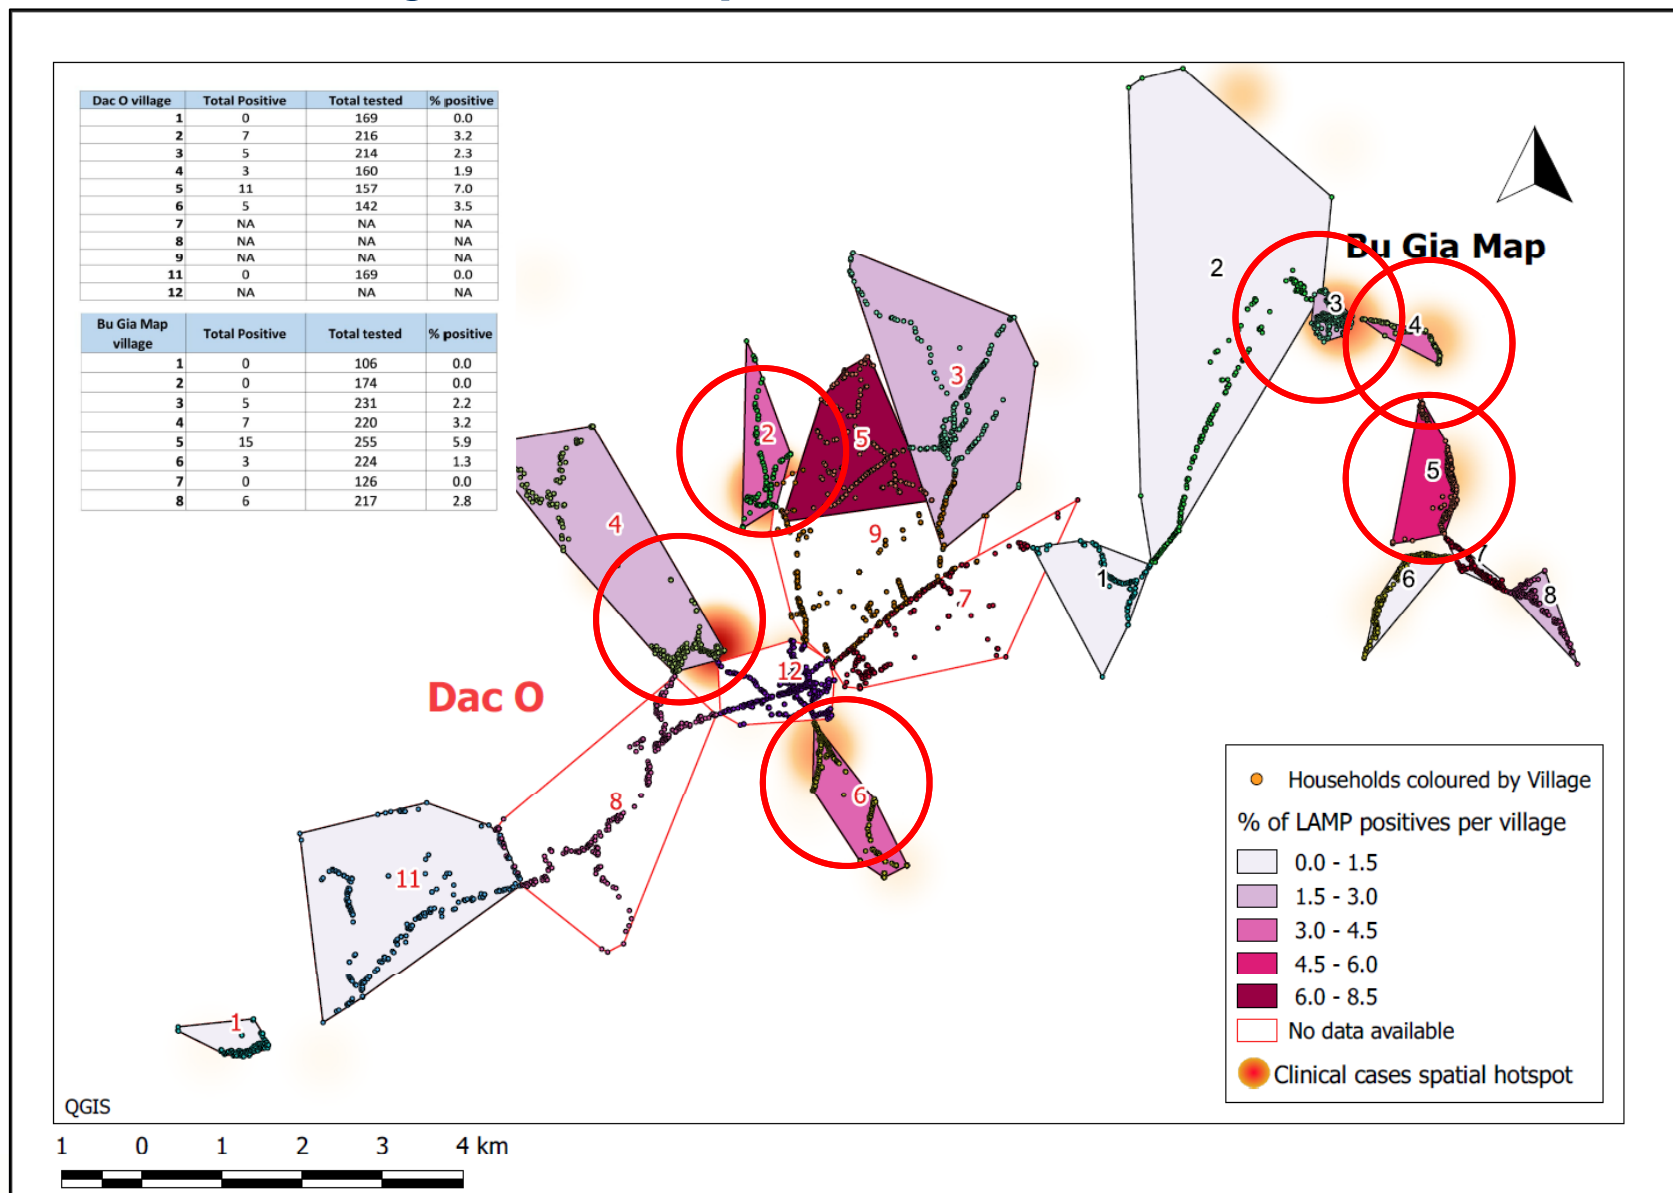 Dac O village Total Positive Total tested % positive
1 0 169 0.0
2 7 216 3.2
3 5 214 2.3
4 3 160 1.9
5 11 157 7.0
6 5 142 3.5
7 NA NA NA
8 NA NA NA
9 NA NA NA
11 0 169 0.0
12 NA NA NA
Bu Gia Map village Total Positive Total tested % positive
1 0 106 0.0
2 0 174 0.0
3 5 231 2.2
4 7 220 3.2
5 15 255 5.9
6 3 224 1.3
7 0 126 0.0
8 6 217 2.8
Bu Gia Map
2
3
4
5
1
6
7
8
Dac O
3
2
5
4
9
7
12
8
6
11
1
Households coloured by Village
% of LAMP positives per village
0.0 - 1.5
1.5 - 3.0
3.0 - 4.5
4.5 - 6.0
6.0 - 8.5
No data available
Clinical cases spatial hotspot
QGIS
1 0 1 2 3 4 km